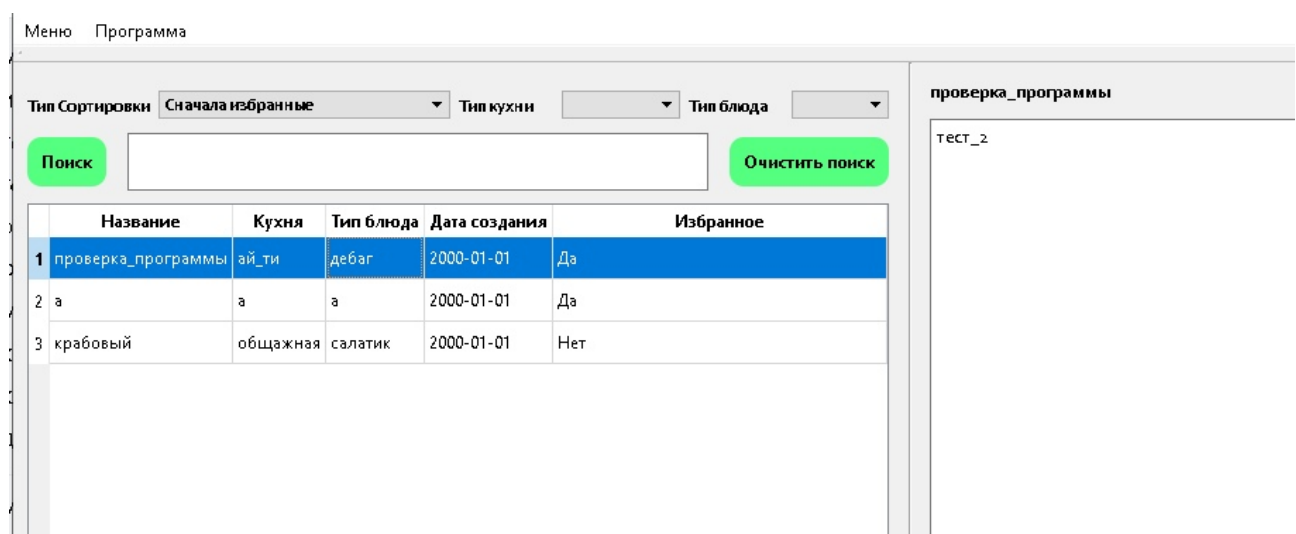 Меню Программа
Тип Сортировки Сначала избранные Тип кухни Тип блюда
Поиск Очистить поиск
Название Кухня Тип блюда Дата создания Избранное
1 проверка_программы ай_ти дебаг 2000-01-01 Да
2 а а а 2000-01-01 Да
3 крабовый общажная салатик 2000-01-01 Нет
проверка_программы
тест_2